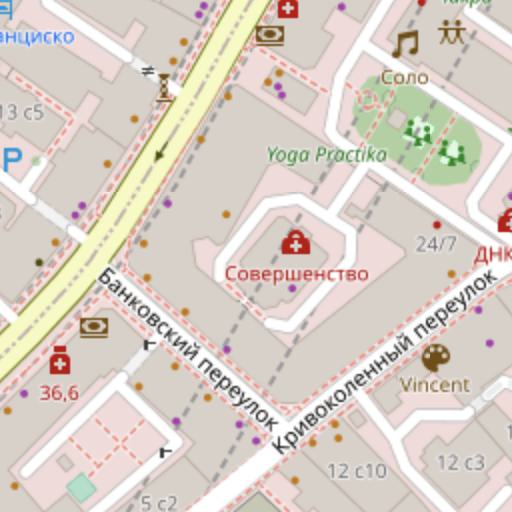 Такра
анциско
Соло
13 с5
P
Yoga Practika
24/7
ДНК
Совершенство
Банковский переулок
Кривоколенный переулок
36,6
Vincent
12 с10
12 с3
5 с2